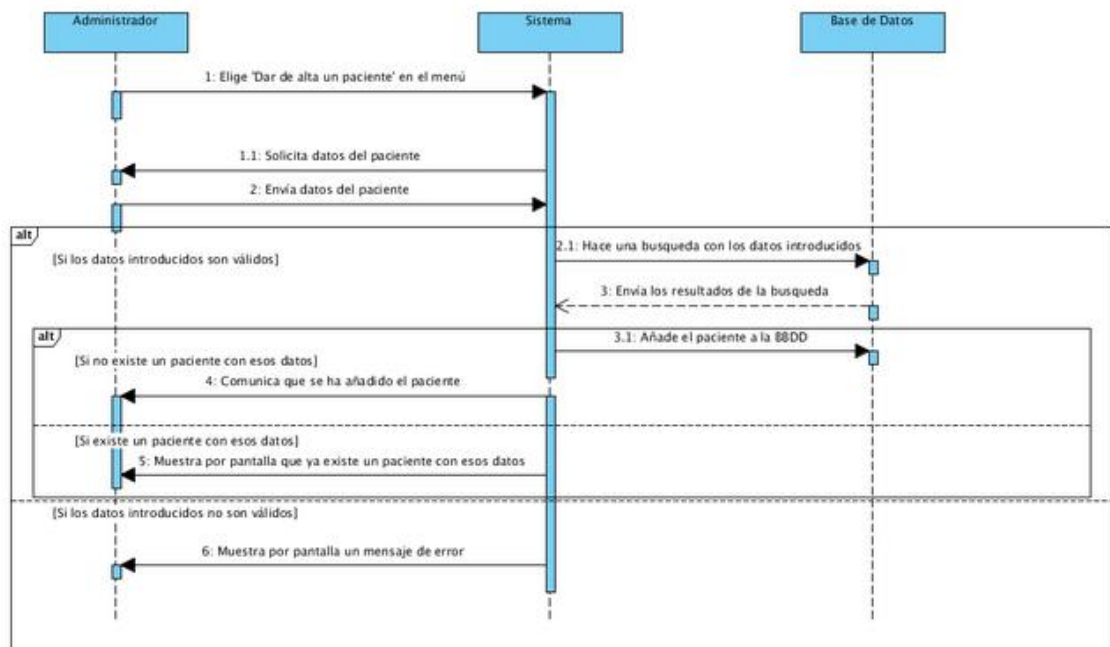 Administrador
Sistema
Base de Datos
1: Elige 'Dar de alta un paciente' en el menú
1.1: Solicita datos del paciente
2: Envía datos del paciente
alt
[Si los datos introducidos son válidos]
2.1: Hace una busqueda con los datos introducidos
3: Envía los resultados de la busqueda
alt
3.1: Añade el paciente a la BBDD
[Si no existe un paciente con esos datos]
4: Comunica que se ha añadido el paciente
[Si existe un paciente con esos datos]
5: Muestra por pantalla que ya existe un paciente con esos datos
[Si los datos introducidos no son válidos]
6: Muestra por pantalla un mensaje de error